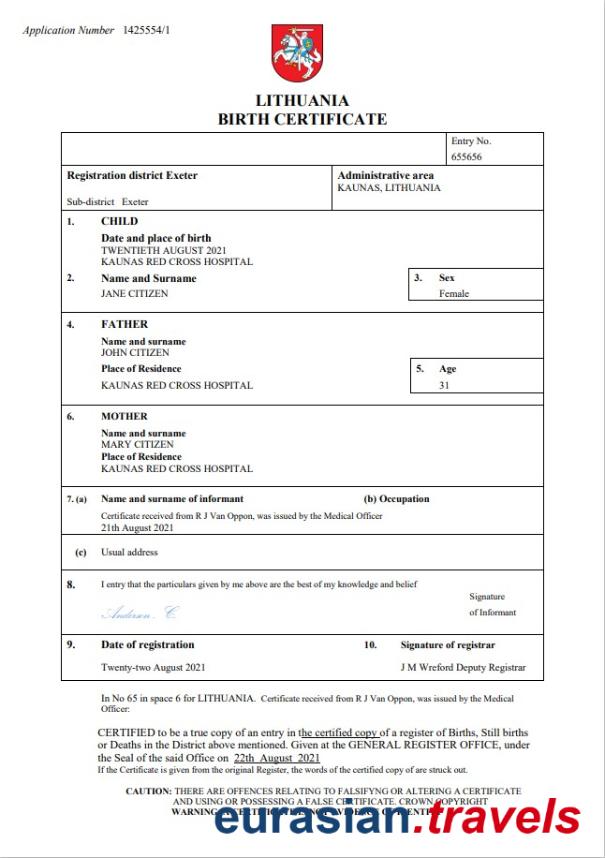 Application Number 1425554/1
LITHUANIA
BIRTH CERTIFICATE
Entry No.
655656
Registration district Exeter
Administrative area
KAUNAS, LITHUANIA
Sub-district Exeter
1. CHILD
Date and place of birth
TWENTIETH AUGUST 2021
KAUNAS RED CROSS HOSPITAL
2. Name and Surname
3. Sex
JANE CITIZEN
Female
4. FATHER
Name and surname
JOHN CITIZEN
Place of Residence
5. Age
KAUNAS RED CROSS HOSPITAL
31
6. MOTHER
Name and surname
MARY CITIZEN
Place of Residence
KAUNAS RED CROSS HOSPITAL
7. (a) Name and surname of informant
(b) Occupation
Certificate received from R J Van Oppon, was issued by the Medical Officer
21th August 2021
(c) Usual address
8. I entry that the particulars given by me above are the best of my knowledge and belief
Signature
of Informant
Anderson . C
9. Date of registration
10. Signature of registrar
Twenty-two August 2021
J M Wreford Deputy Registrar
In No 65 in space 6 for LITHUANIA. Certificate received from R J Van Oppon, was issued by the Medical
Officer:
CERTIFIED to be a true copy of an entry in the certified copy of a register of Births, Still births
or Deaths in the District above mentioned. Given at the GENERAL REGISTER OFFICE, under
the Seal of the said Office on 22th August 2021
If the Certificate is given from the original Register, the words of the certified copy of are struck out.
CAUTION: THERE ARE OFFENCES RELATING TO FALSIFYNG OR ALTERING A CERTIFICATE
AND USING OR POSSESSING A FALSE CERTIFICATE. CROWN COPYRIGHT
WARNING
eurasian.travels